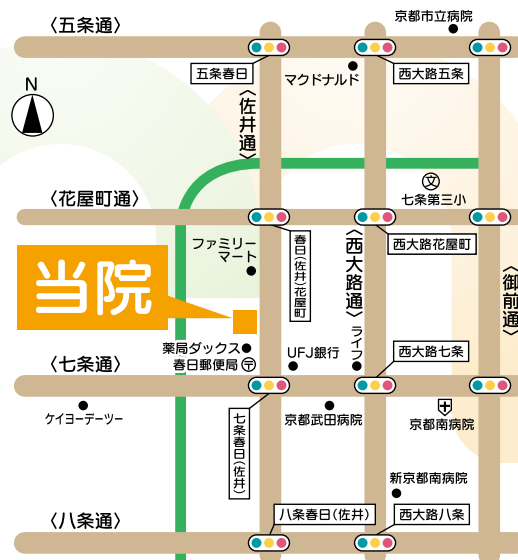 〈五条通〉
京都市立病院
五条春日
マクドナルド
西大路五条
N
〈佐井通〉
文
七条第三小
〈花屋町通〉
ファミリー
マート
春日(佐井)花屋町
〈西大路通〉
西大路花屋町
〈御前通〉
当院
ライフ
薬局ダックス
春日郵便局
UFJ銀行
西大路七条
〈七条通〉
ケイヨーデーツー
七条春日(佐井)
京都武田病院
京都南病院
新京都南病院
〈八条通〉
八条春日(佐井)
西大路八条